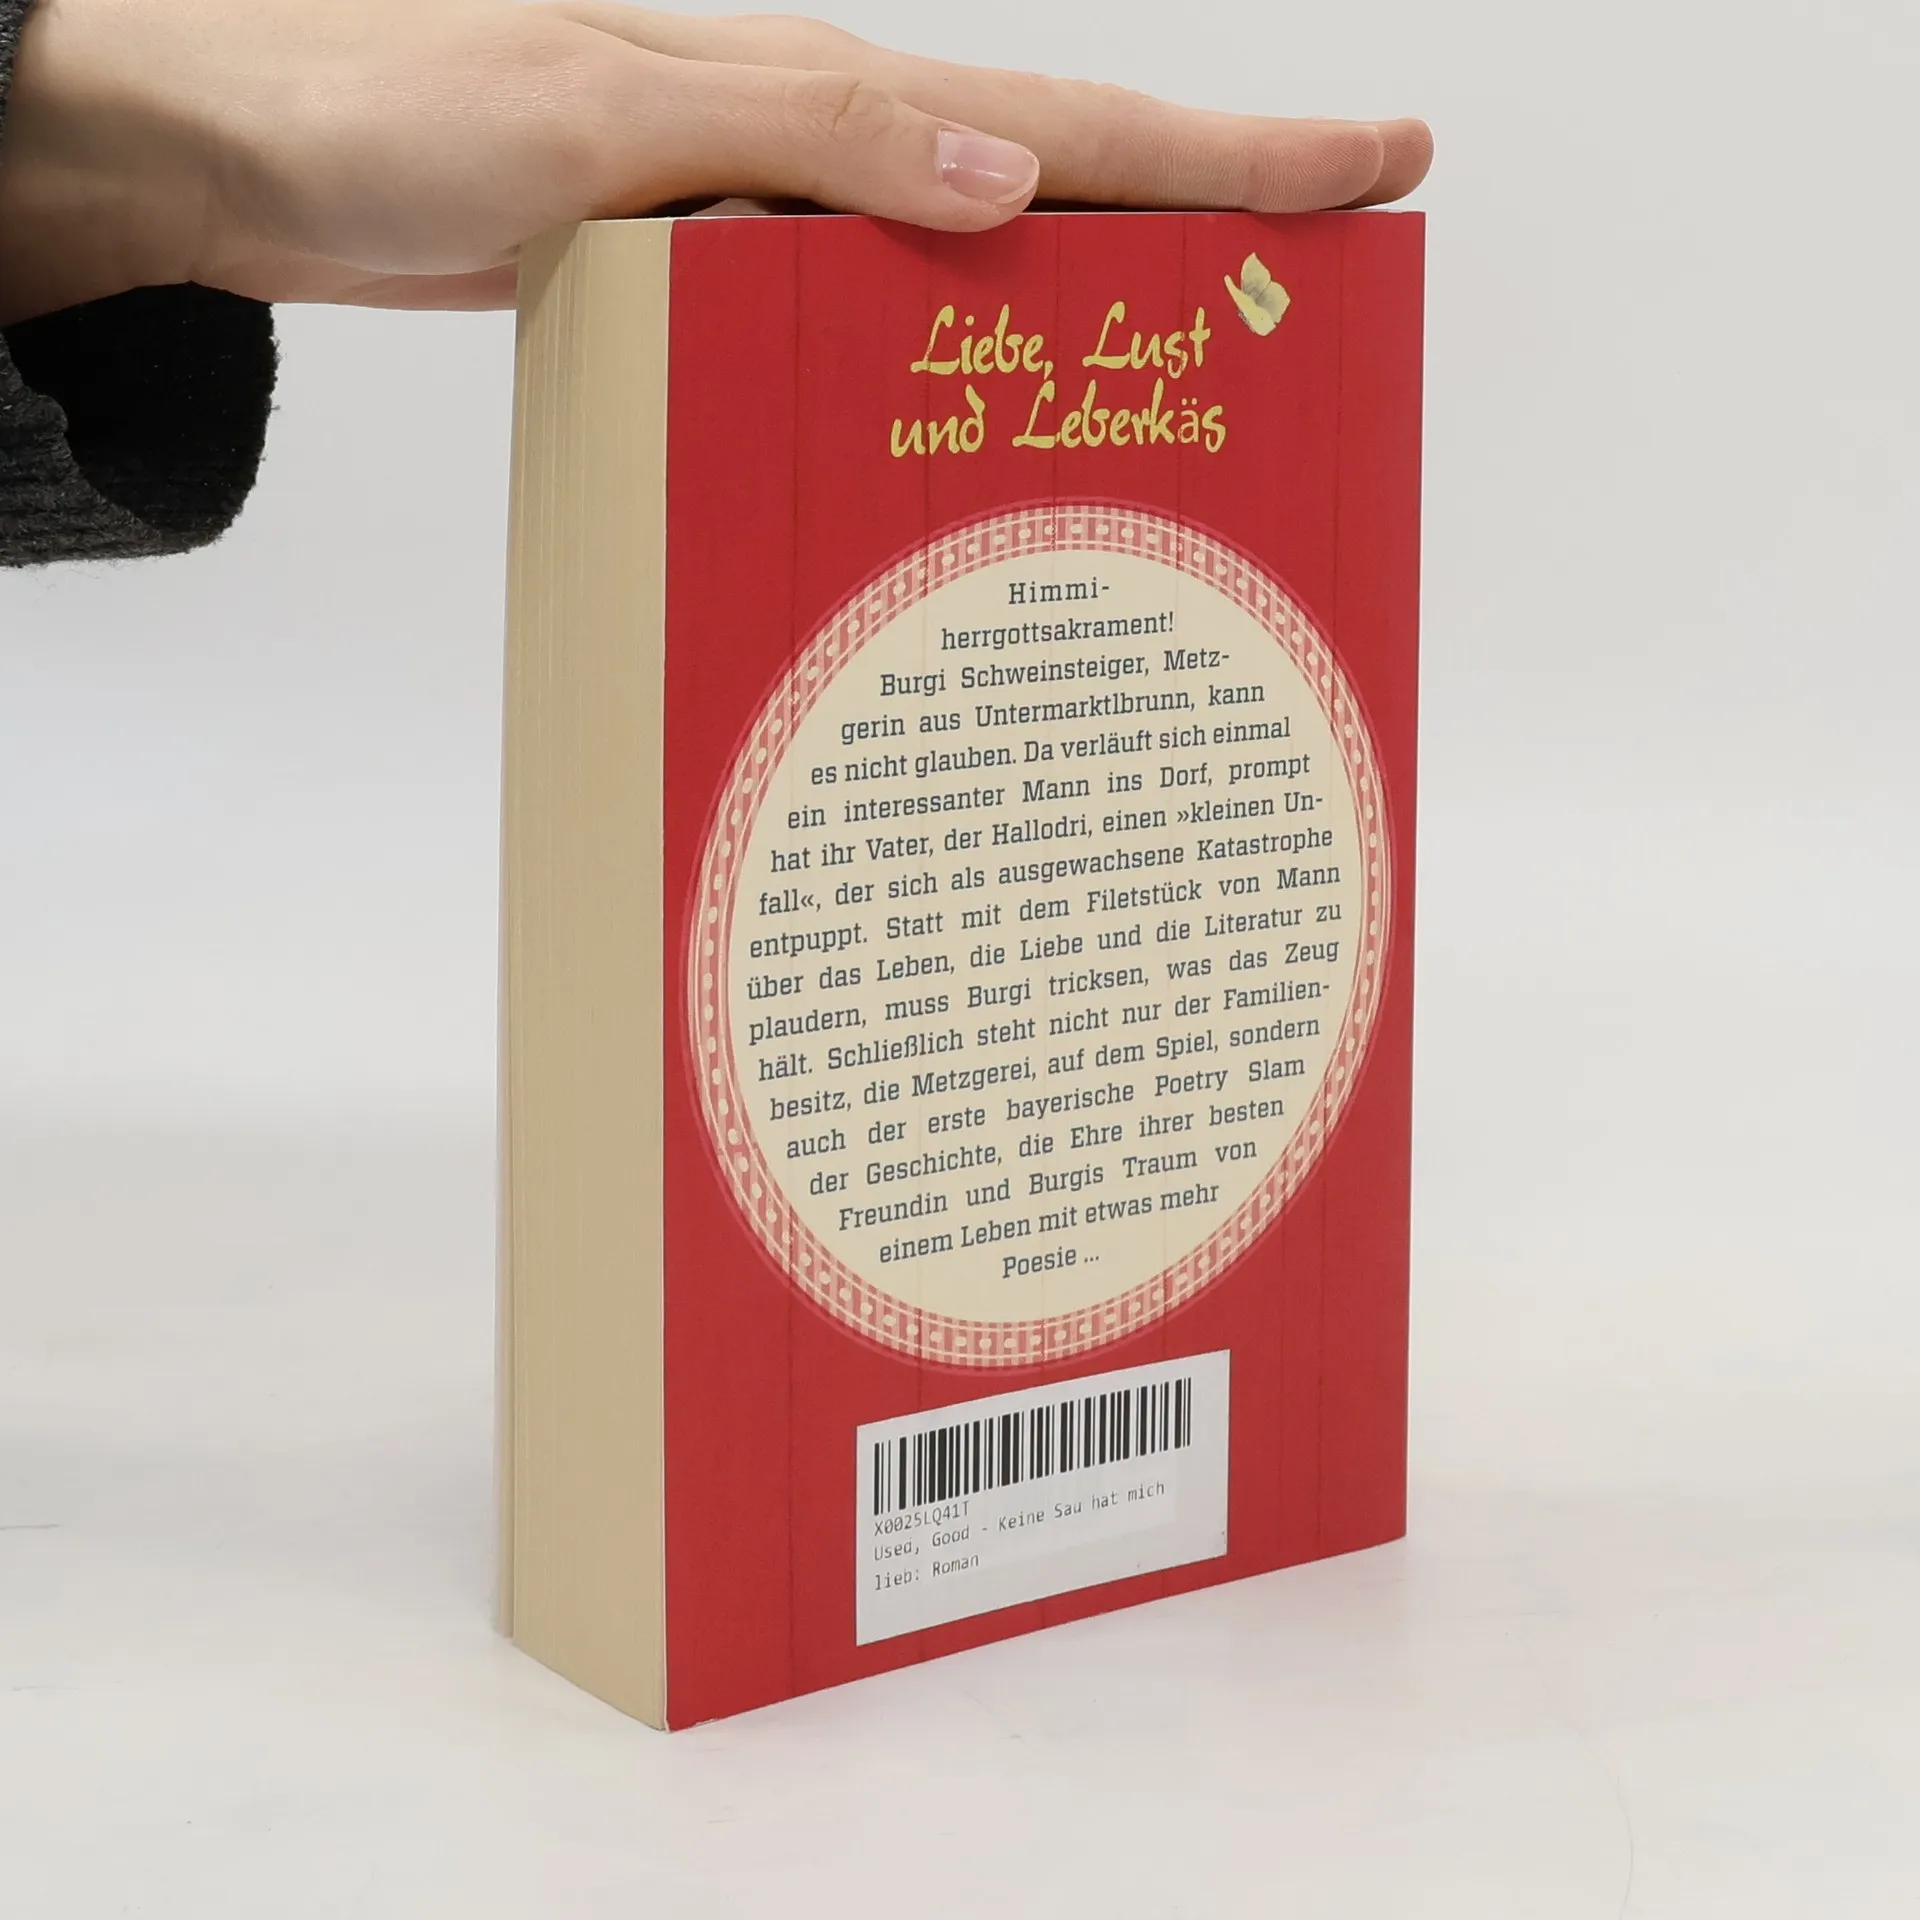 Liebe, Lust
und Leberkäs
Himmi-
herrgottsakrament!
Burgi Schweinsteiger, Metz-
gerin aus Untermarktlbrunn, kann
es nicht glauben. Da verläuft sich einmal
ein interessanter Mann ins Dorf, prompt
hat ihr Vater, der Hallodri, einen »kleinen Un-
fall«, der sich als ausgewachsene Katastrophe
entpuppt. Statt mit dem Filetstück von Mann
über das Leben, die Liebe und die Literatur zu
plaudern, muss Burgi tricksen, was das Zeug
hält. Schließlich steht nicht nur der Familien-
besitz, die Metzgerei, auf dem Spiel, sondern
auch der erste bayerische Poetry Slam
der Geschichte, die Ehre ihrer besten
Freundin und Burgis Traum von
einem Leben mit etwas mehr
Poesie ...
X0025LQ41T
Used, Good - Keine Sau hat mich
lieb: Roman